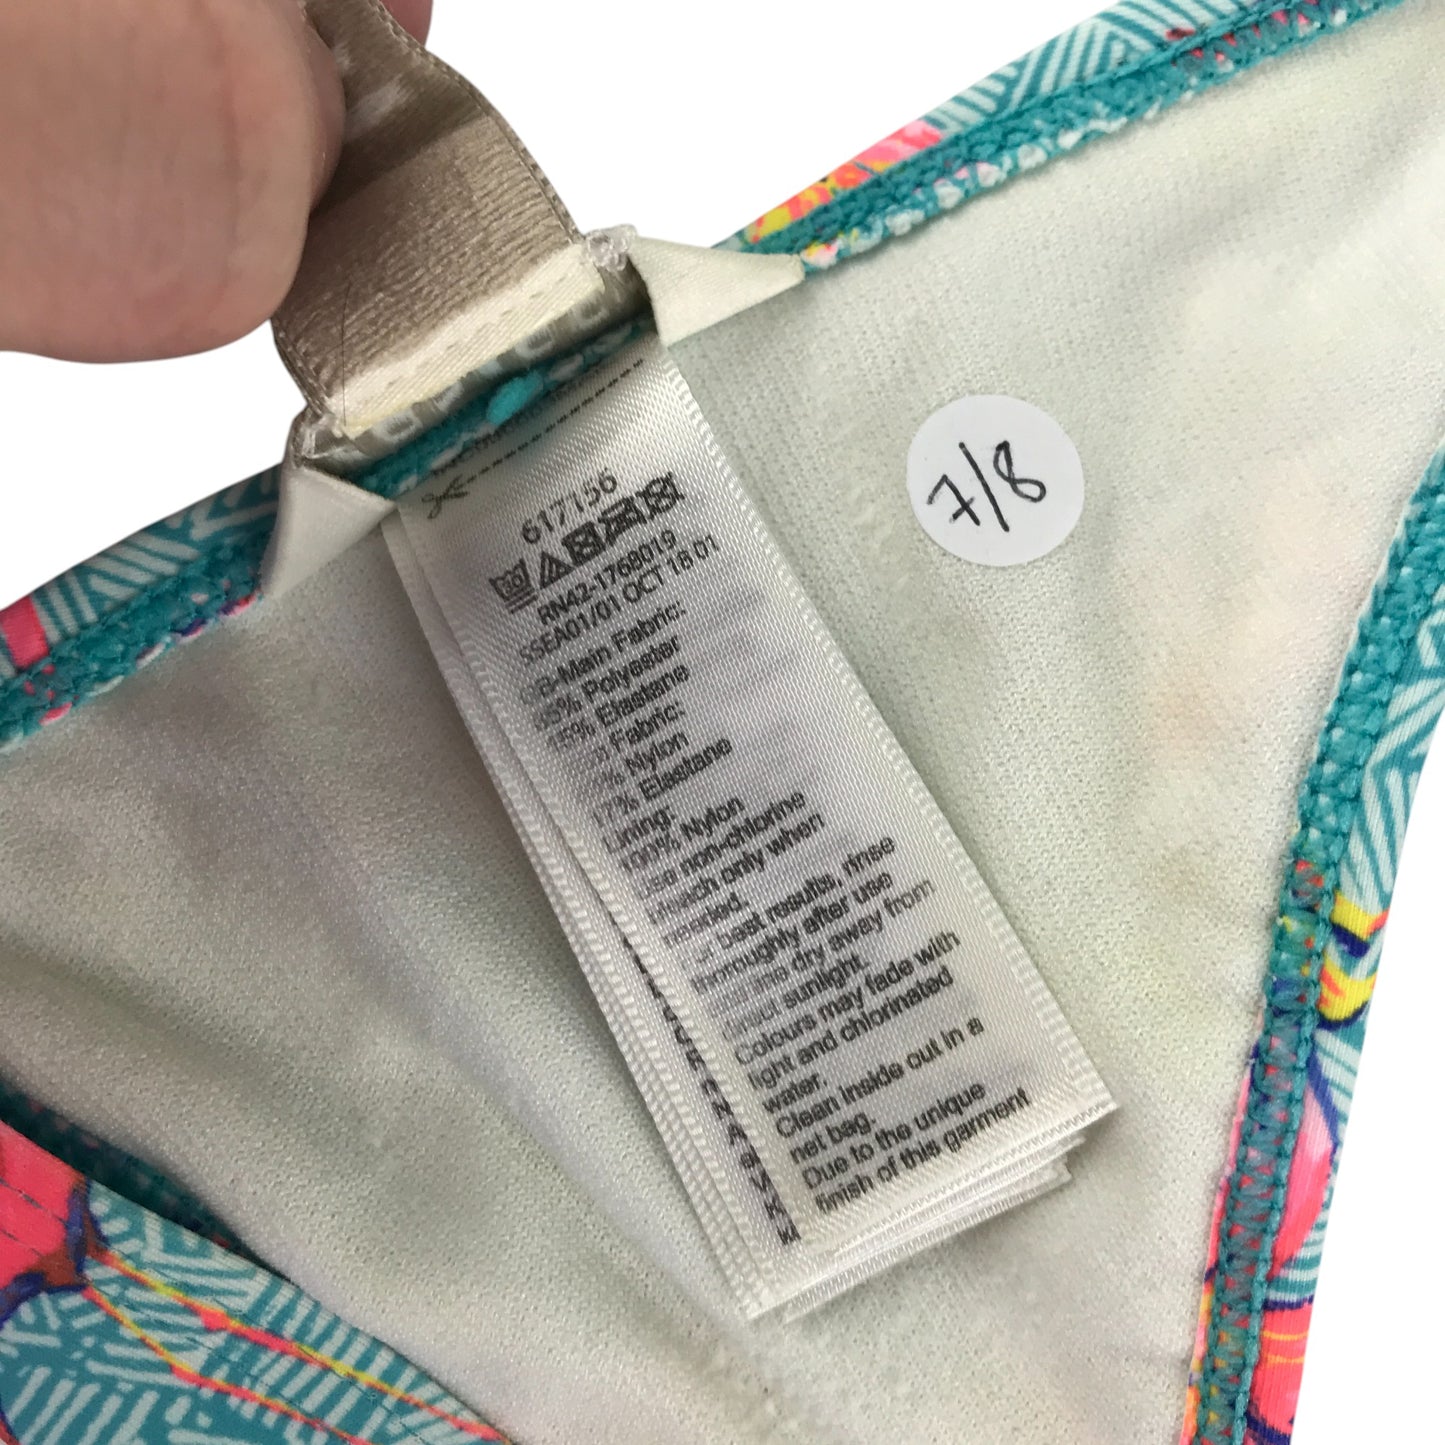 617156
RN42-1768019
SSEA01/01 OCT 18 01
B-Main Fabric:
85% Polyester
15% Elastane
Fabric:
% Nylon
17% Elastane
Lining:
100% Nylon
Use non-chlorine
bleach only when
needed.
For best results, rinse
thoroughly after use
dry away from
direct sunlight.
Colours may fade with
light and chlorinated
water.
Clean inside out in a
net bag.
Due to the unique
finish of this garment
7/8